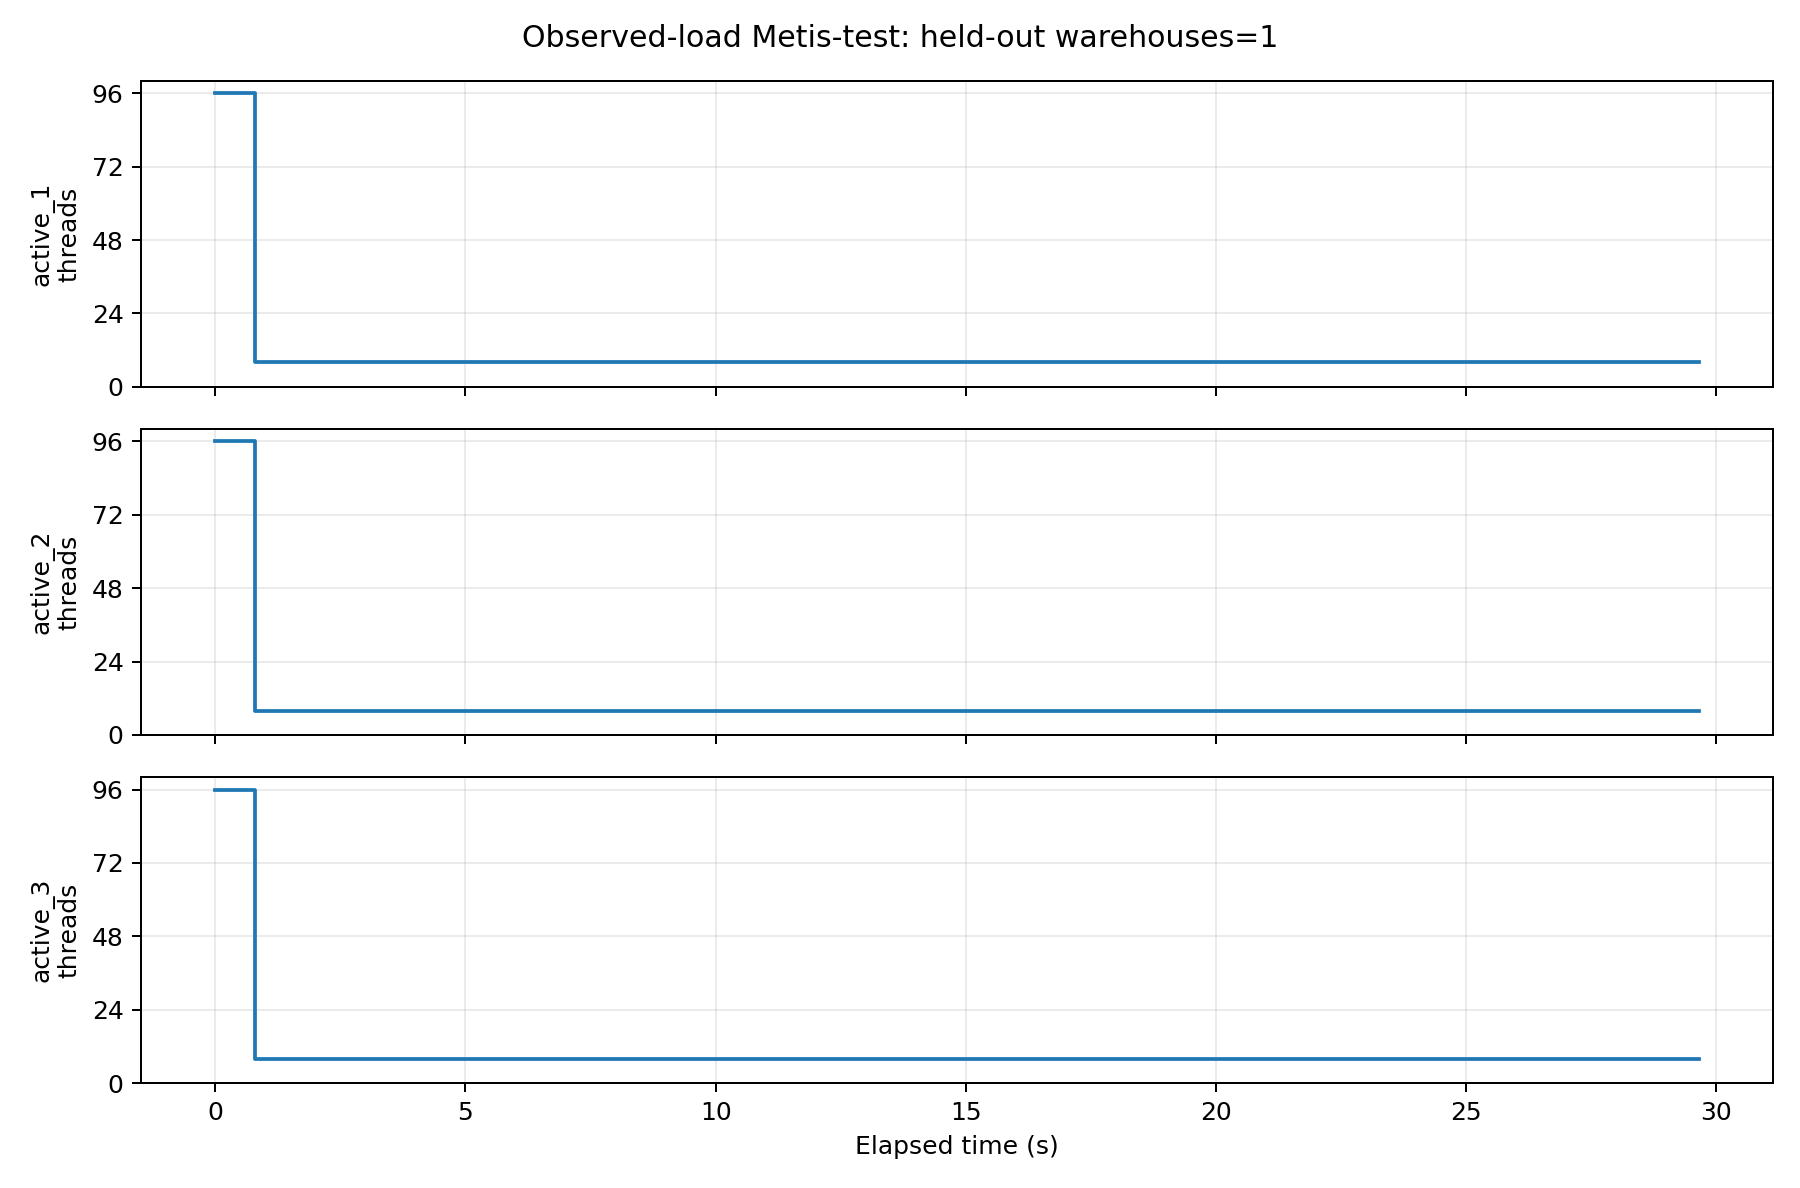 Observed-load Metis-test: held-out warehouses=1
96
72
48
24
0
active_1
threads
96
72
48
24
0
active_2
threads
96
72
48
24
0
active_3
threads
0 5 10 15 20 25 30
Elapsed time (s)